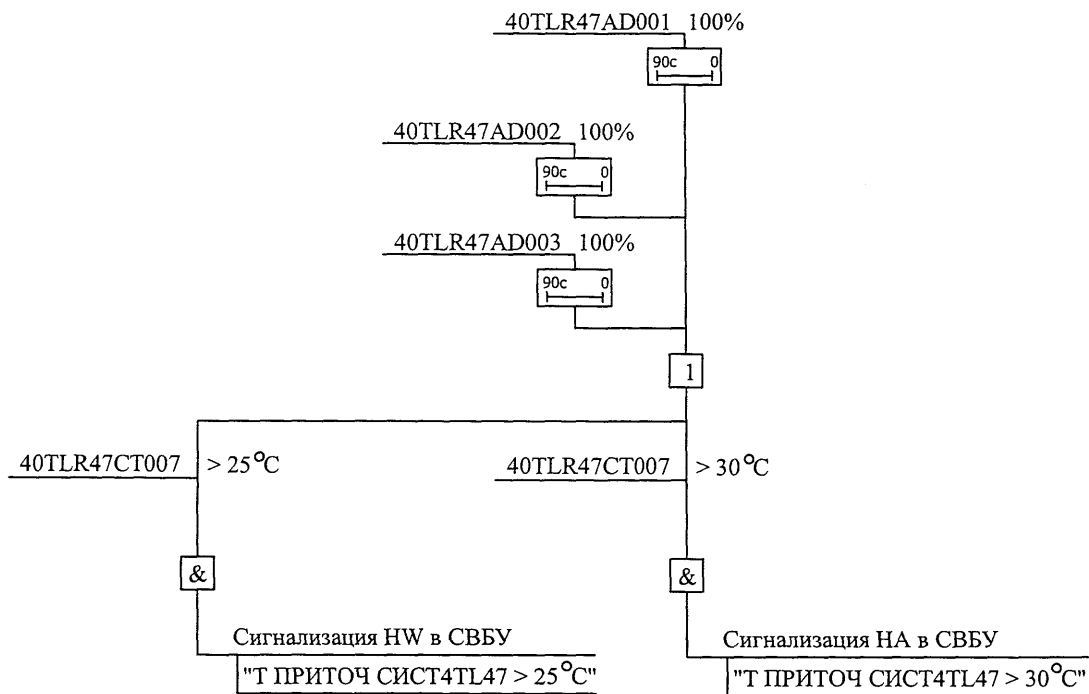 40TLR47AD001 100%
90с 0
40TLR47AD002 100%
90с 0
40TLR47AD003 100%
90с 0
1
40TLR47CT007 > 25°C
40TLR47CT007 > 30°C
&
&
Сигнализация HW в СВБУ
"Т ПРИТОЧ СИСТ4TL47 > 25°C"
Сигнализация НА в СВБУ
"Т ПРИТОЧ СИСТ4TL47 > 30°C"